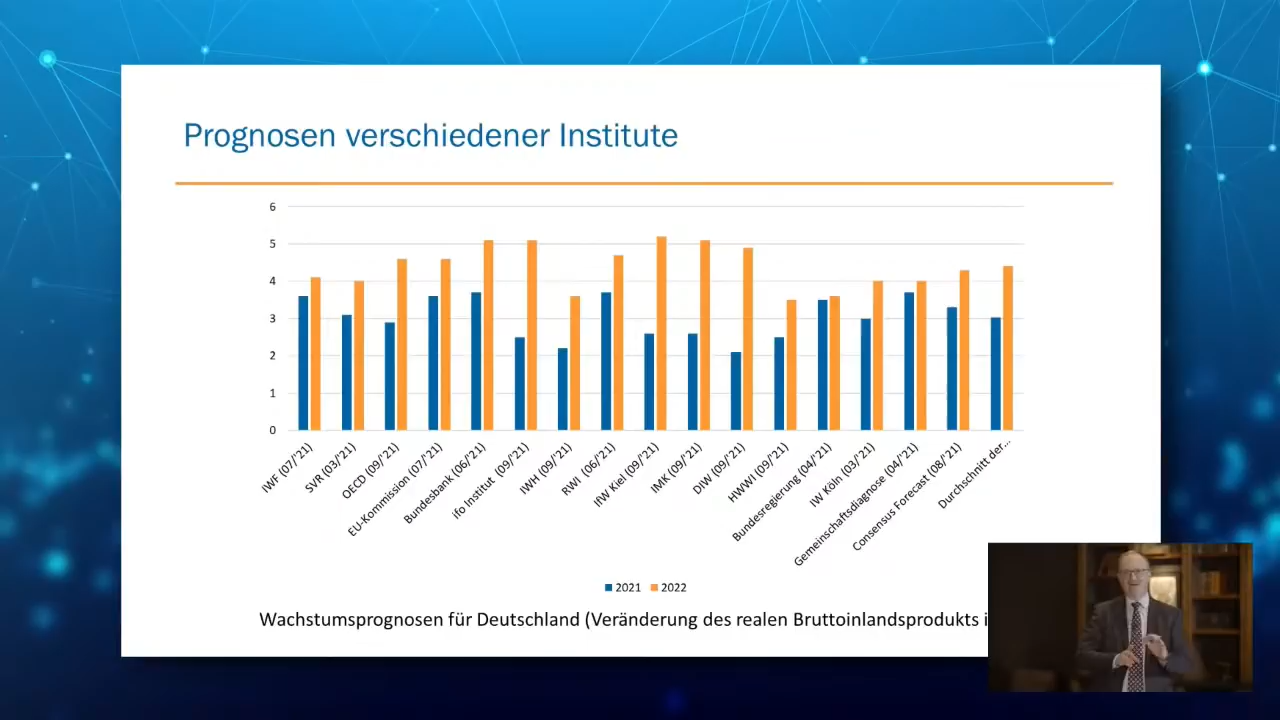 Prognosen verschiedener Institute
6
5
4
3
2
1
0
IWF (07/'21)
SVR (03/'21)
OECD (09/'21)
EU-Kommission (07/'21)
Bundesbank (06/'21)
ifo Institut (09/'21)
IWH (09/'21)
RWI (06/'21)
IfW Kiel (09/'21)
IMK (09/'21)
DIW (09/'21)
HWWI (09/'21)
Bundesregierung (04/'21)
IW Köln (03/'21)
Gemeinschaftsdiagnose (04/'21)
Consensus Forecast (08/'21)
Durchschnitt der...
2021 2022
Wachstumsprognosen für Deutschland (Veränderung des realen Bruttoinlandsprodukts i